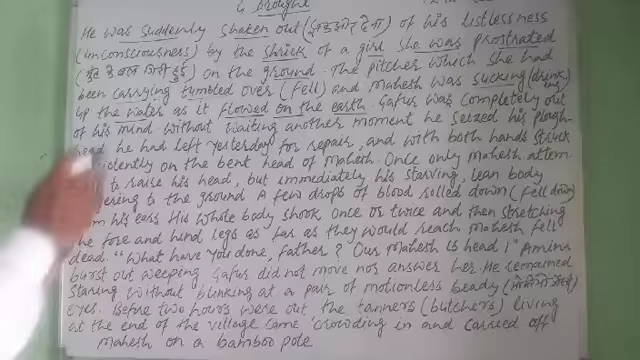 Drought
He was suddenly shaken out (झकझोर देना) of his listlessness
(unconsciousness) by the shrick of a girl she was prostrated
(मुंह के बल गिरी हुई) on the ground. The pitcher which she had
been carrying tumbled over (fell) and Mahesh was sucking (drinking)
up the water as it flowed on the earth. Gafur was completely out
of his mind. without waiting another moment he seized his plough-
head he had left yesterday for repair, and with both hands struck
on the bent head of Mahesh. Once only Mahesh attem
to raise his head, but immediately his starving, lean body
to the ground A few drops of blood rolled down (fell down)
his ears. His whole body shook once or twice and then stretching
the fore and hind legs as far as they would reach Mahesh fell
dead. "What have you done, Father? Our Mahesh is head!" Amina
burst out weeping Gafur did not move nor answer her. He remained
staring without blinking at a pair of motionless beady
eyes. Before two hours were out the tanners (butchers) living
at the end of the village came crowding in and carried off
Mahesh on a bamboo pole